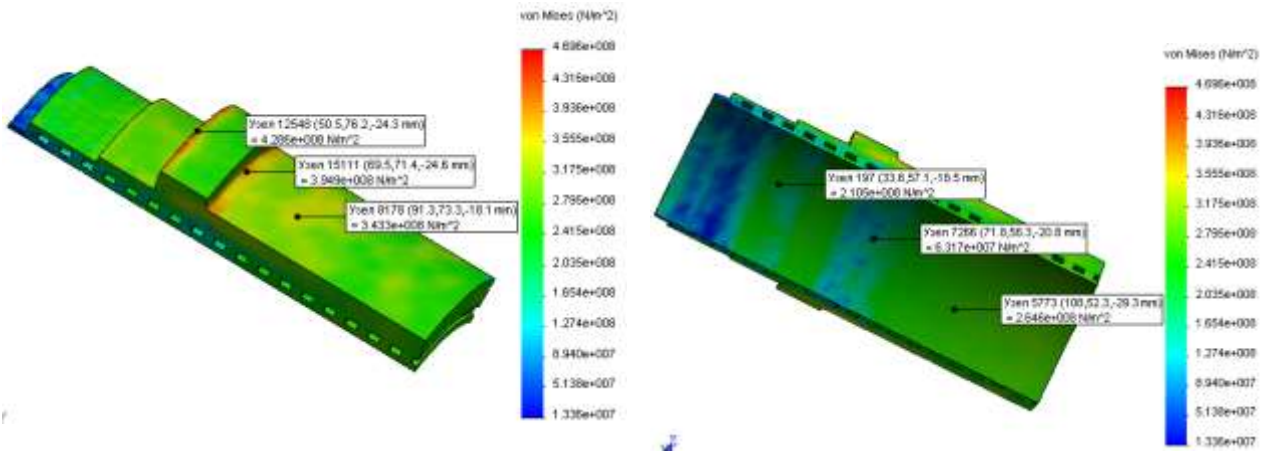 von Mises (N/m^2)
4.696e+008
4.315e+008
3.936e+008
3.555e+008
3.175e+008
2.795e+008
2.415e+008
2.035e+008
1.654e+008
1.274e+008
8.940e+007
5.138e+007
1.336e+007
Узел 12548 (50.5,76.2,-24.3 mm)
= 4.286e+008 N/m^2
Узел 15111 (69.5,71.4,-24.6 mm)
= 3.949e+008 N/m^2
Узел 8178 (91.3,73.3,-18.1 mm)
= 3.433e+008 N/m^2
von Mises (N/m^2)
4.696e+008
4.315e+008
3.936e+008
3.555e+008
3.175e+008
2.795e+008
2.415e+008
2.035e+008
1.654e+008
1.274e+008
8.940e+007
5.138e+007
1.336e+007
Узел 197 (33.6,57.1,-18.5 mm)
= 2.105e+008 N/m^2
Узел 7266 (71.8,56.3,-20.8 mm)
= 6.317e+007 N/m^2
Узел 5773 (108,52.3,-29.3 mm)
= 2.646e+008 N/m^2